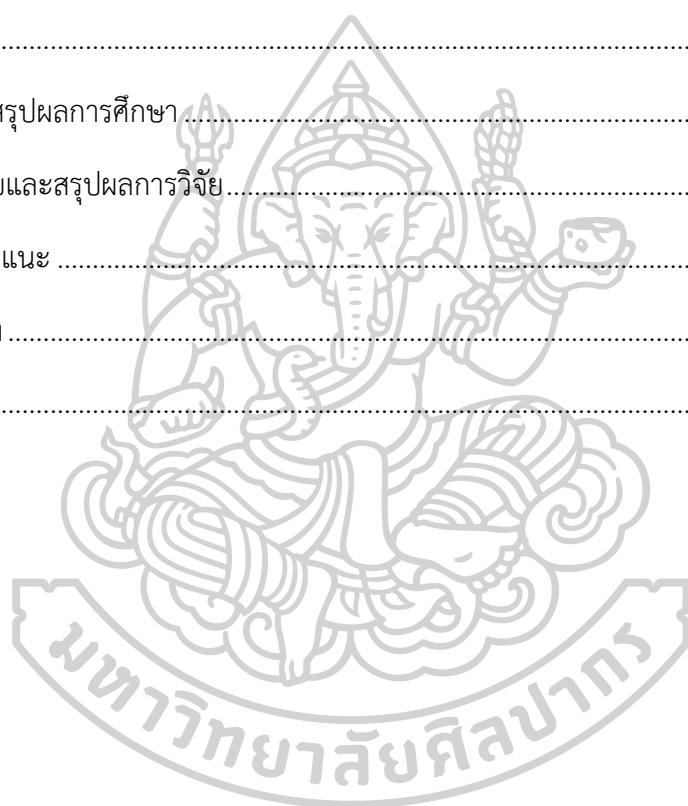 ....................................................................................................
สรุปผลการศึกษา ........................................................................
และสรุปผลการวิจัย..................................................................
แนะ ..........................................................................................
..................................................................................................
....................................................................................................
มหาวิทยาลัยศิลปากร